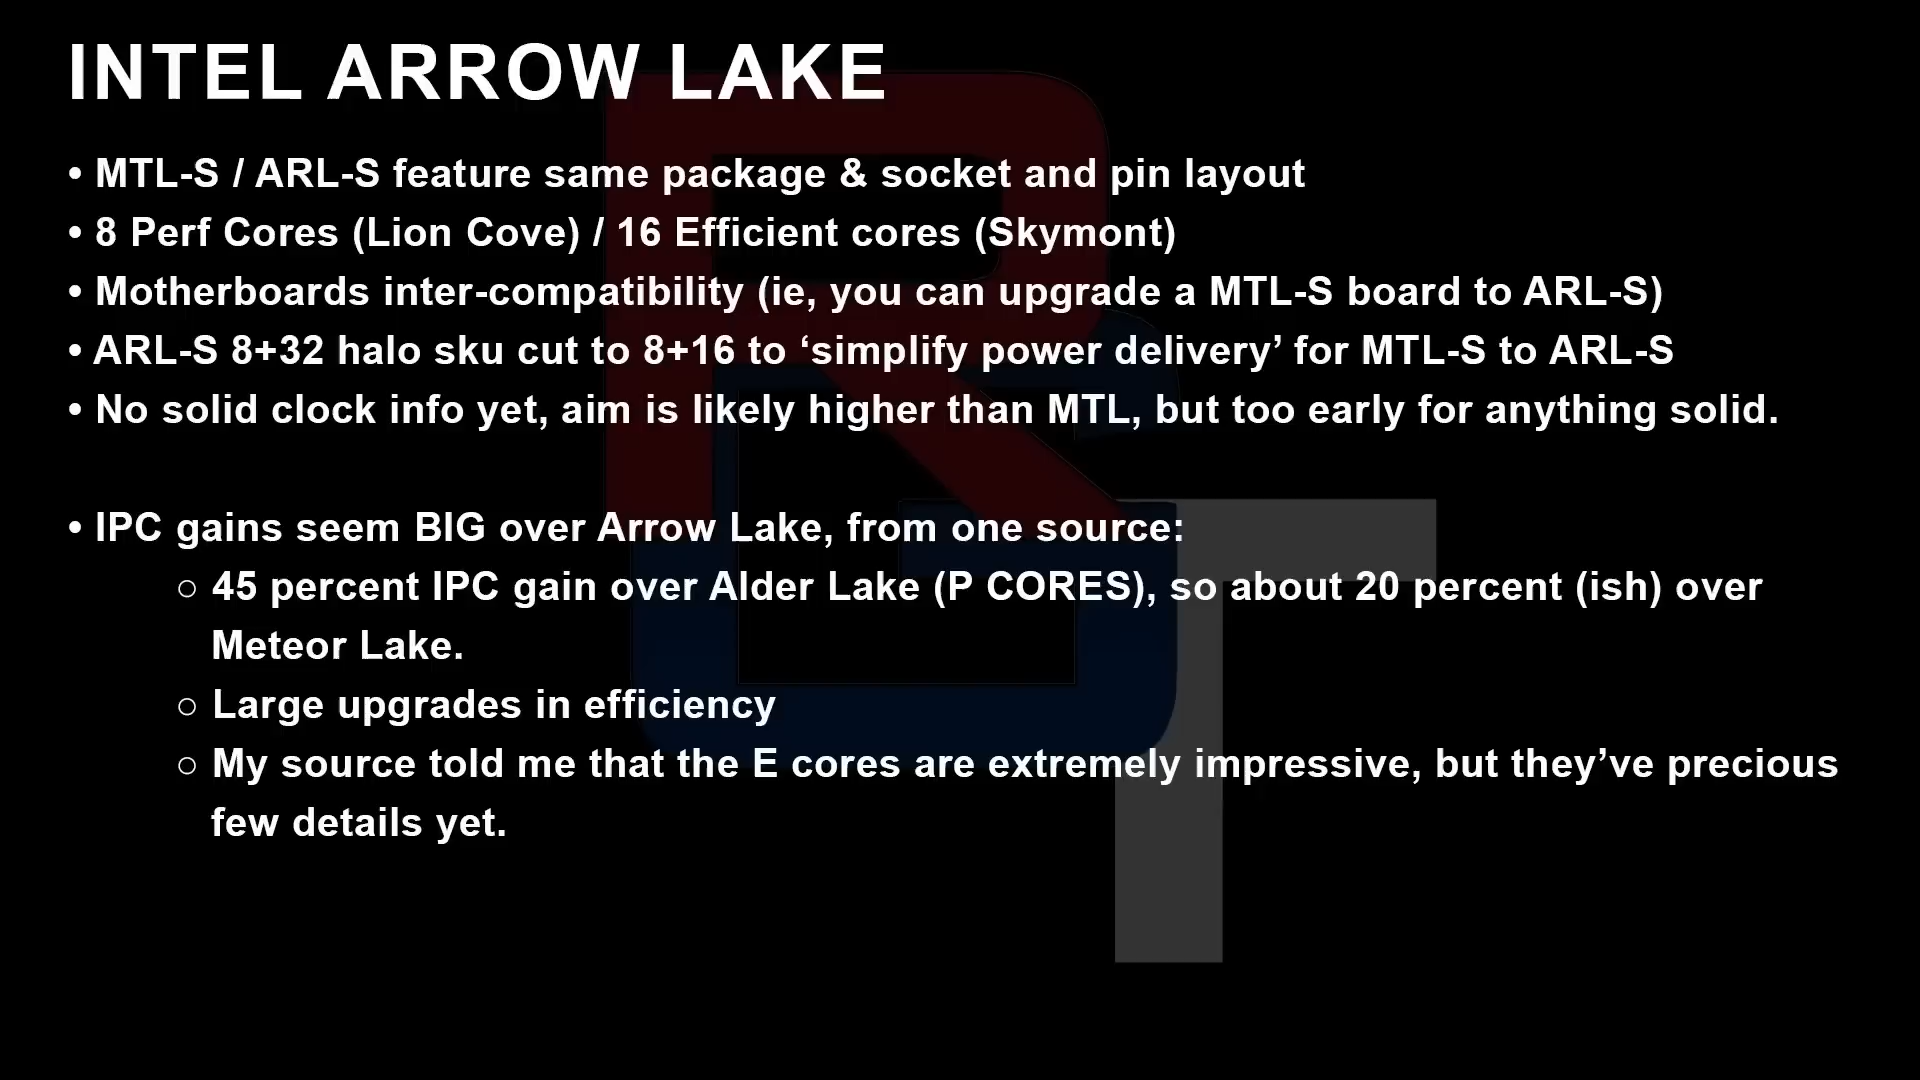 INTEL ARROW LAKE
• MTL-S / ARL-S feature same package & socket and pin layout
• 8 Perf Cores (Lion Cove) / 16 Efficient cores (Skymont)
• Motherboards inter-compatibility (ie, you can upgrade a MTL-S board to ARL-S)
• ARL-S 8+32 halo sku cut to 8+16 to ‘simplify power delivery’ for MTL-S to ARL-S
• No solid clock info yet, aim is likely higher than MTL, but too early for anything solid.
• IPC gains seem BIG over Arrow Lake, from one source:
○ 45 percent IPC gain over Alder Lake (P CORES), so about 20 percent (ish) over
Meteor Lake.
○ Large upgrades in efficiency
○ My source told me that the E cores are extremely impressive, but they’ve precious
few details yet.